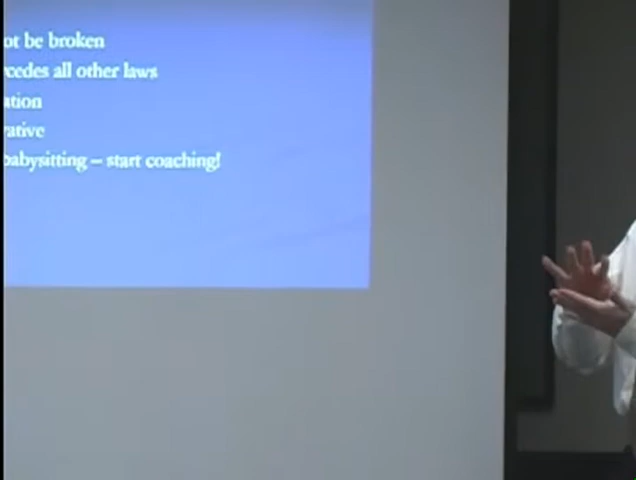 ot be broken
cedes all other laws
ation
ative
babysitting – start coaching!